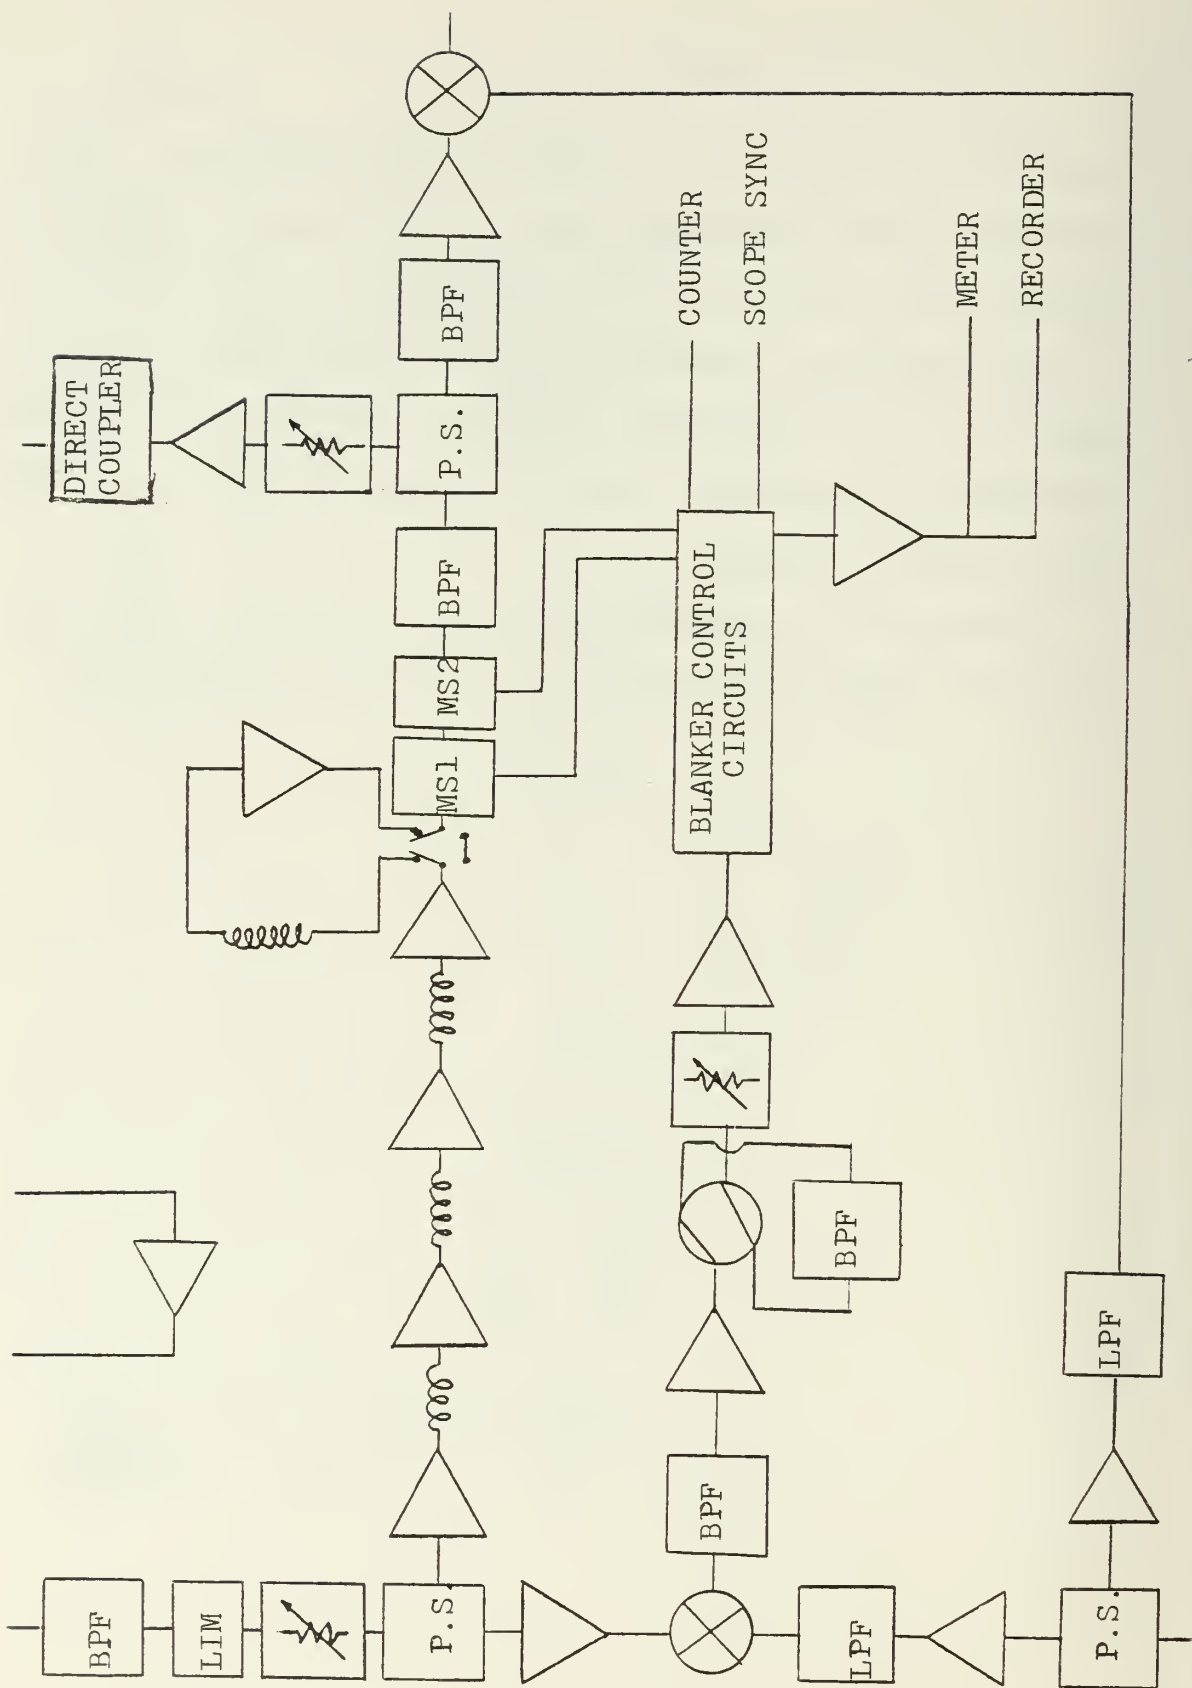 BPF
LIM
P.S.
LPF
P.S.
BPF
LPF
BPF
MS1
MS2
BPF
P.S.
BPF
DIRECT
COUPLER
BLANKER CONTROL
CIRCUITS
COUNTER
SCOPE SYNC
METER
RECORDER